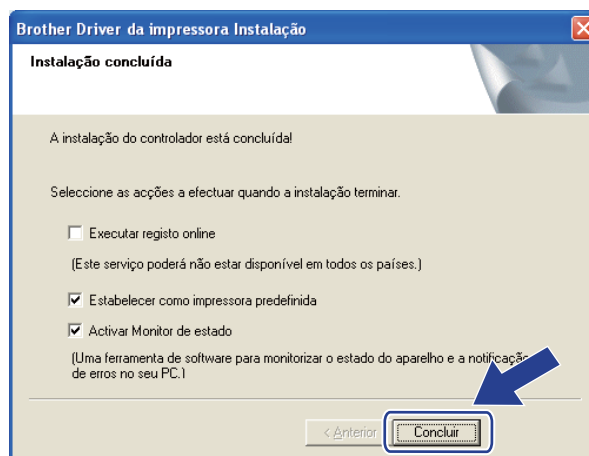 Brother Driver da impressora Instalação
Instalação concluída
A instalação do controlador está concluída!
Seleccione as acções a efectuar quando a instalação terminar.
Executar registo online
(Este serviço poderá não estar disponível em todos os países.)
Estabelecer como impressora predefinida
Activar Monitor de estado
(Uma ferramenta de software para monitorizar o estado do aparelho e a notificação
de erros no seu PC.)
< Anterior
Concluir